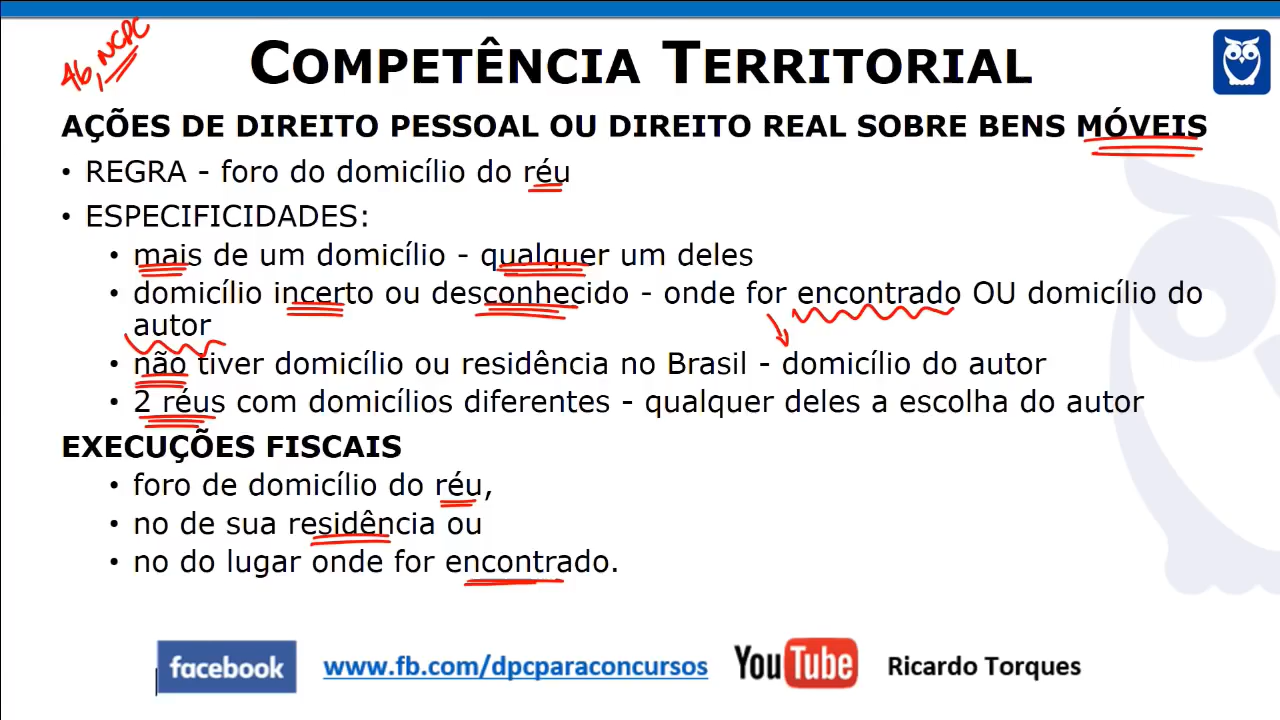 46, NCPC
COMPETÊNCIA TERRITORIAL
AÇÕES DE DIREITO PESSOAL OU DIREITO REAL SOBRE BENS MÓVEIS
• REGRA - foro do domicílio do réu
• ESPECIFICIDADES:
• mais de um domicílio - qualquer um deles
• domicílio incerto ou desconhecido - onde for encontrado OU domicílio do
autor
• não tiver domicílio ou residência no Brasil - domicílio do autor
• 2 réus com domicílios diferentes - qualquer deles a escolha do autor
EXECUÇÕES FISCAIS
• foro de domicílio do réu,
• no de sua residência ou
• no do lugar onde for encontrado.
facebook www.fb.com/dpcparaconcursos YouTube Ricardo Torques